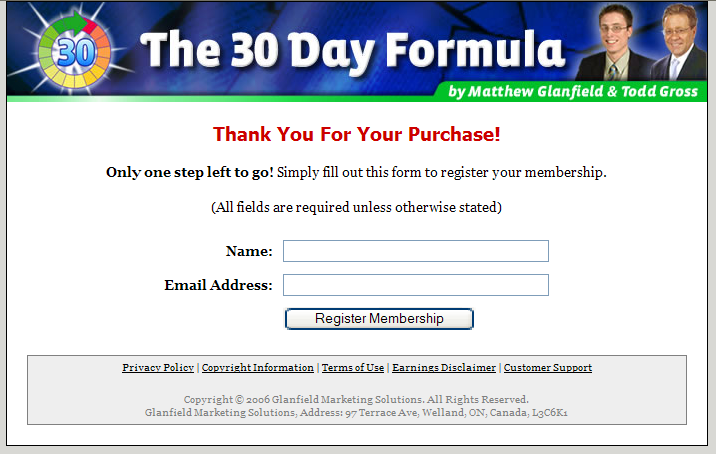 30
The 30 Day Formula
by Matthew Glanfield & Todd Gross
Thank You For Your Purchase!
Only one step left to go! Simply fill out this form to register your membership.
(All fields are required unless otherwise stated)
Name:
Email Address:
Register Membership
Privacy Policy | Copyright Information | Terms of Use | Earnings Disclaimer | Customer Support
Copyright © 2006 Glanfield Marketing Solutions. All Rights Reserved.
Glanfield Marketing Solutions, Address: 97 Terrace Ave, Welland, ON, Canada, L3C6K1